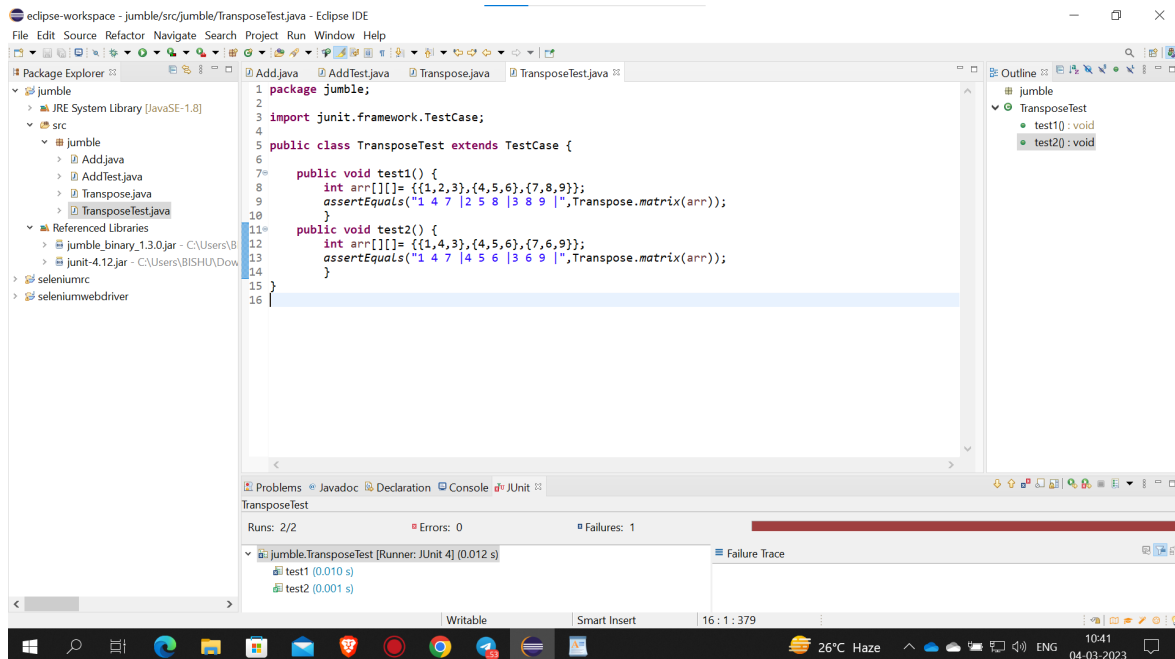 eclipse-workspace - jumble/src/jumble/TransposeTest.java - Eclipse IDE
File Edit Source Refactor Navigate Search Project Run Window Help
Package Explorer
jumble
JRE System Library [JavaSE-1.8]
src
jumble
Add.java
AddTest.java
Transpose.java
TransposeTest.java
Referenced Libraries
jumble_binary_1.3.0.jar - C:\Users\B
junit-4.12.jar - C:\Users\BISHU\Dow
seleniumrc
seleniumwebdriver
Add.java AddTest.java Transpose.java TransposeTest.java
1 package jumble;
2
3 import junit.framework.TestCase;
4
5 public class TransposeTest extends TestCase {
6
7 public void test1() {
8 int arr[][]= {{1,2,3},{4,5,6},{7,8,9}};
9 assertEquals("1 4 7 |2 5 8 |3 8 9 |",Transpose.matrix(arr));
10 }
11 public void test2() {
12 int arr[][]= {{1,4,3},{4,5,6},{7,6,9}};
13 assertEquals("1 4 7 |4 5 6 |3 6 9 |",Transpose.matrix(arr));
14 }
15 }
16
Outline
jumble
TransposeTest
test1() : void
test2() : void
Problems Javadoc Declaration Console JUnit
TransposeTest
Runs: 2/2 Errors: 0 Failures: 1
jumble.TransposeTest [Runner: JUnit 4] (0.012 s)
test1 (0.010 s)
test2 (0.001 s)
Failure Trace
Writable Smart Insert 16 : 1 : 379
26°C Haze ENG 10:41
04-03-2023